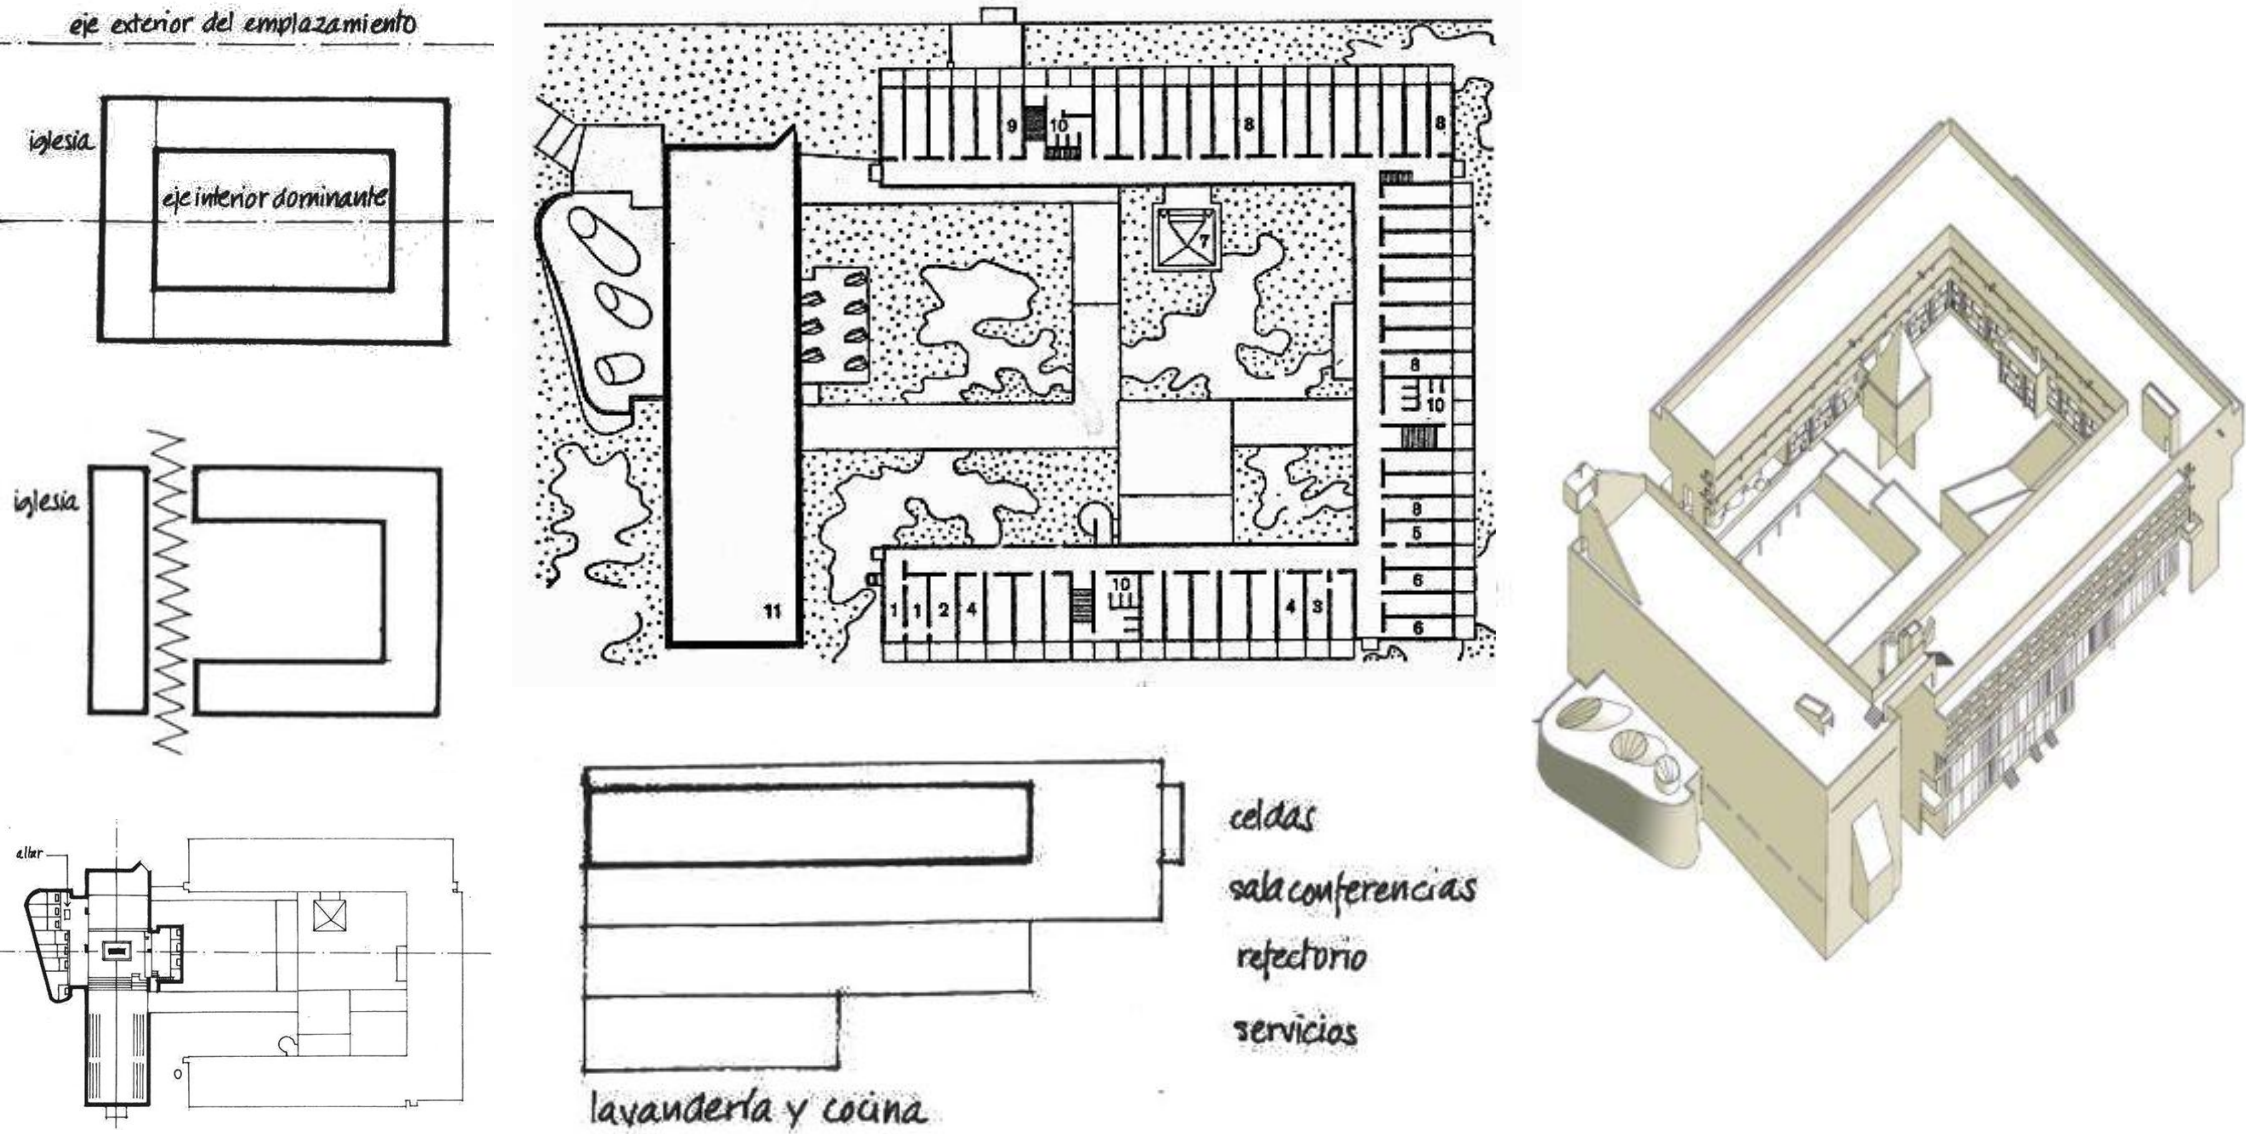 eje exterior del emplazamiento
iglesia
eje interior dominante
iglesia
altar
9
10
8
8
7
8
10
8
5
6
6
11
1
1
2
4
10
4
3
celdas
sala conferencias
refectorio
servicios
lavandería y cocina